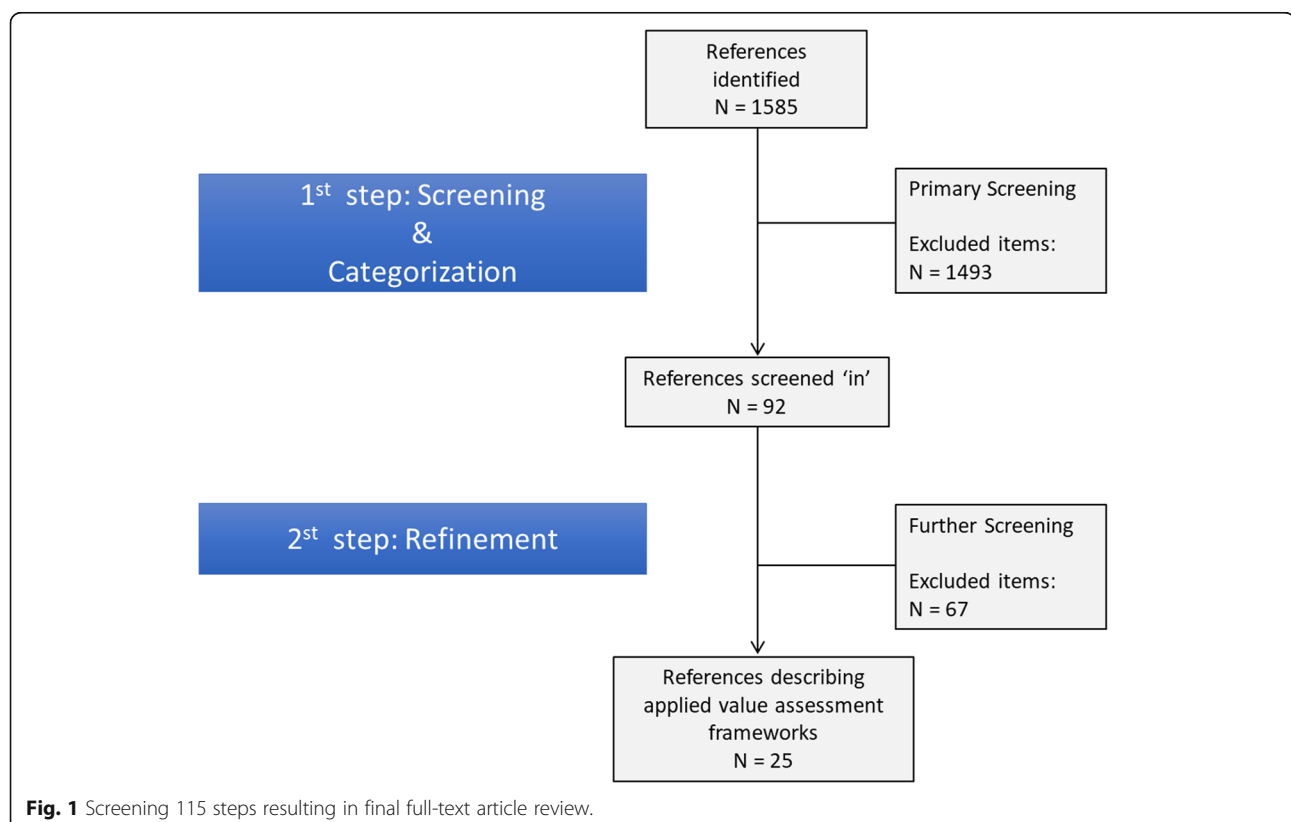 References
identified
N = 1585
1st step: Screening
&
Categorization
Primary Screening
Excluded items:
N = 1493
References screened ‘in’
N = 92
2st step: Refinement
Further Screening
Excluded items:
N = 67
References describing
applied value assessment
frameworks
N = 25
Fig. 1 Screening 115 steps resulting in final full-text article review.